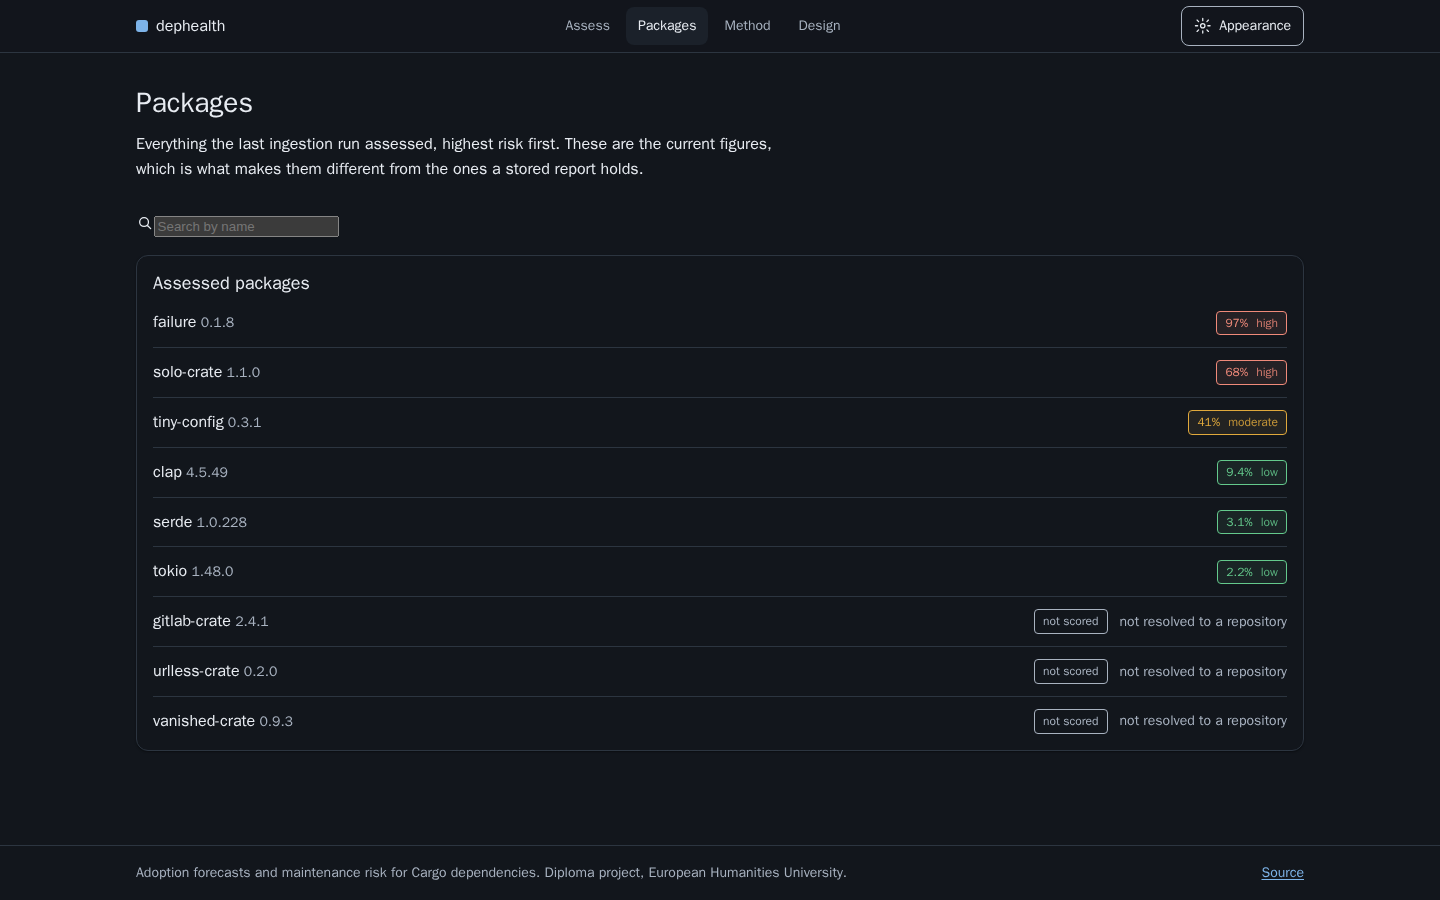 dephealth
Assess
Packages
Method
Design
Appearance
Packages
Everything the last ingestion run assessed, highest risk first. These are the current figures,
which is what makes them different from the ones a stored report holds.
Search by name
Assessed packages
failure 0.1.8 97% high
solo-crate 1.1.0 68% high
tiny-config 0.3.1 41% moderate
clap 4.5.49 9.4% low
serde 1.0.228 3.1% low
tokio 1.48.0 2.2% low
gitlab-crate 2.4.1 not scored not resolved to a repository
urlless-crate 0.2.0 not scored not resolved to a repository
vanished-crate 0.9.3 not scored not resolved to a repository
Adoption forecasts and maintenance risk for Cargo dependencies. Diploma project, European Humanities University.
Source